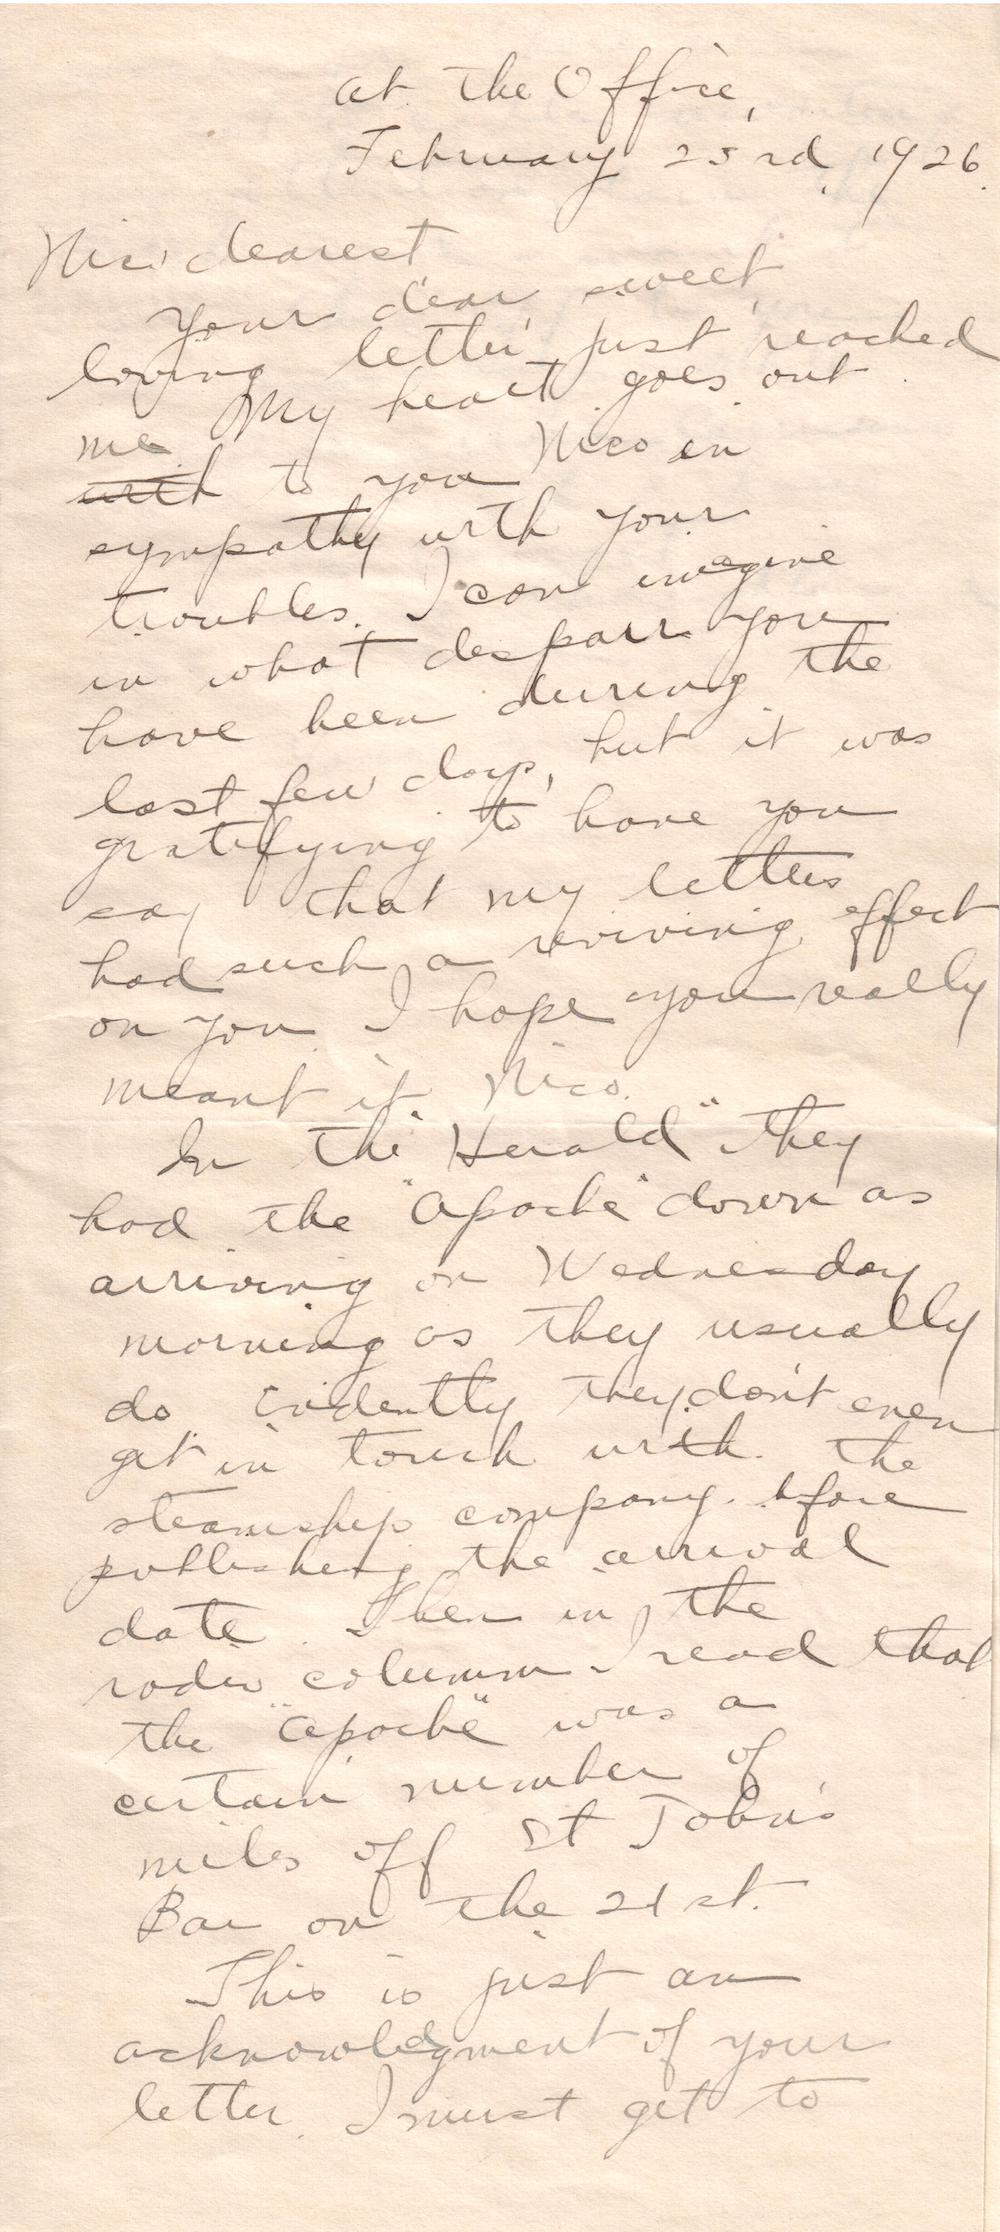 at the Office,
February 23rd, 1926.
Nico dearest
Your dear, sweet,
loving letter just reached
me My heart goes out
with to you Nico in
sympathy with your
troubles. I can imagine
in what despair you
have been during the
last few days, but it was
gratifying to have you
say that my letters
had such a reviving effect
on you. I hope you really
meant it, Nico.
In the "Herald" they
had the "Apache" down as
arriving on Wednesday
morning as they usually
do Evidently they don't even
get in touch with the
steamship company before
publishing the arrival
date. Then in the
radio column I read that
the "Apache" was a
certain number of
miles off St John's
Bar on the 21st.
This is just an
acknowledgment of your
letter. I must get to